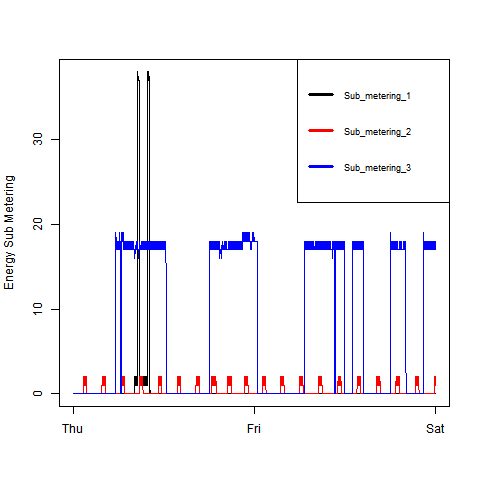 Sub_metering_1
Sub_metering_2
Sub_metering_3
Energy Sub Metering
30
20
10
0
Thu Fri Sat